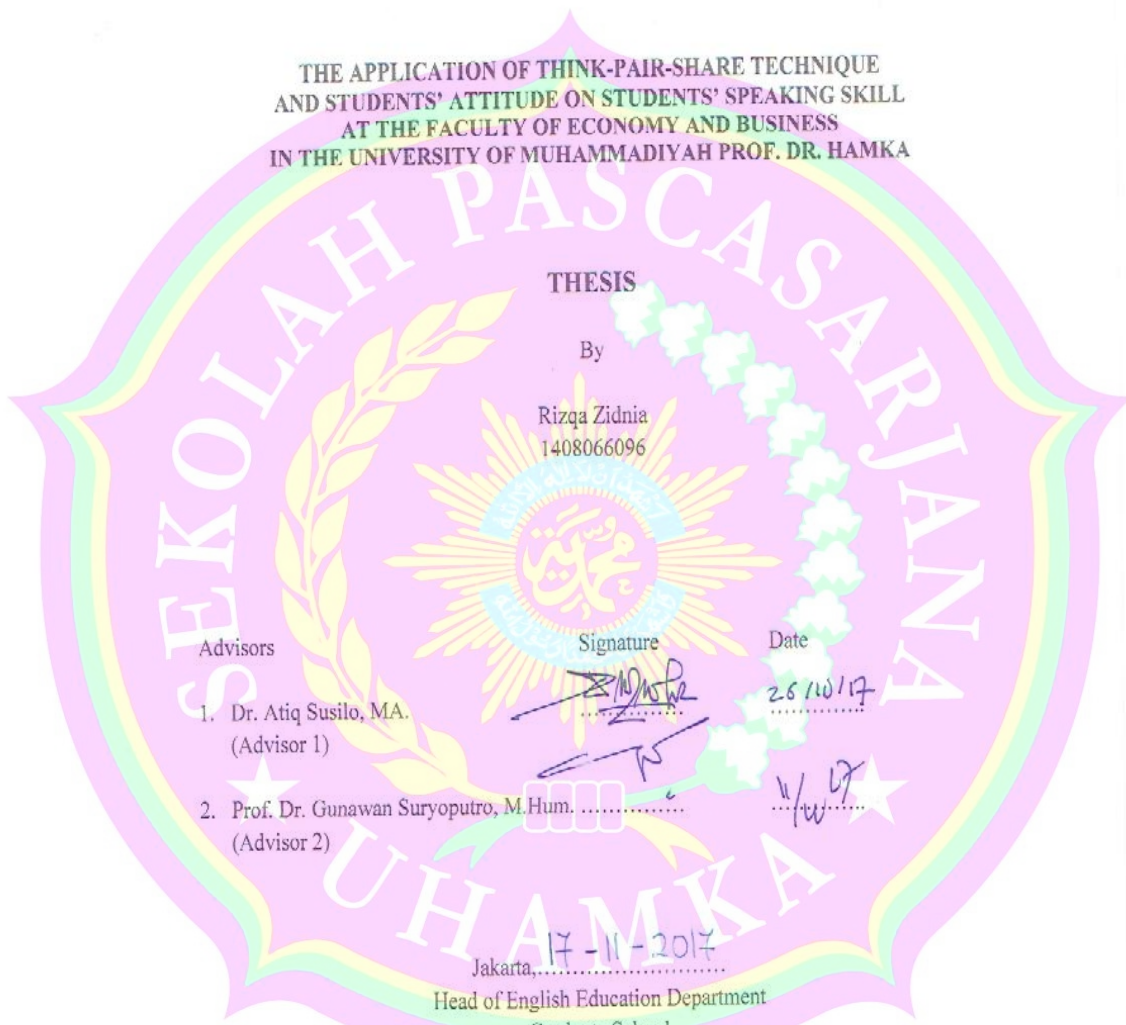 THE APPLICATION OF THINK-PAIR-SHARE TECHNIQUE
AND STUDENTS' ATTITUDE ON STUDENTS' SPEAKING SKILL
AT THE FACULTY OF ECONOMY AND BUSINESS
IN THE UNIVERSITY OF MUHAMMADIYAH PROF. DR. HAMKA
SEKOLAH PASCASARJANA
THESIS
By
Rizqa Zidnia
1408066096
محمدية
Advisors Signature Date
1. Dr. Atiq Susilo, MA. ............... 26/10/17
(Advisor 1)
2. Prof. Dr. Gunawan Suryoputro, M.Hum. ...............
(Advisor 2)
UHAMKA
Jakarta, 17-11-2017
Head of English Education Department